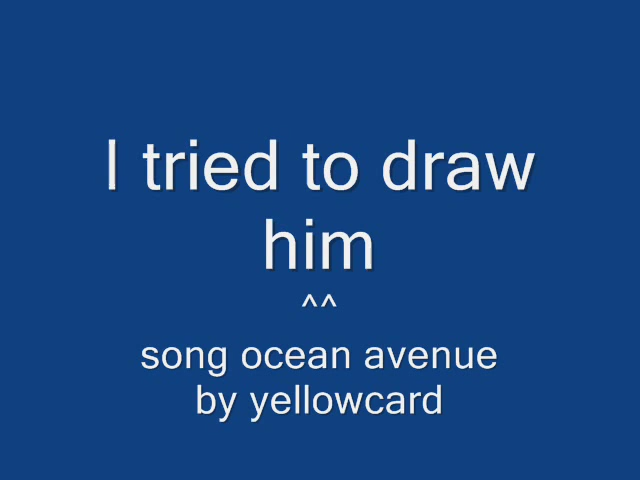 I tried to draw
him
^^
song ocean avenue
by yellowcard